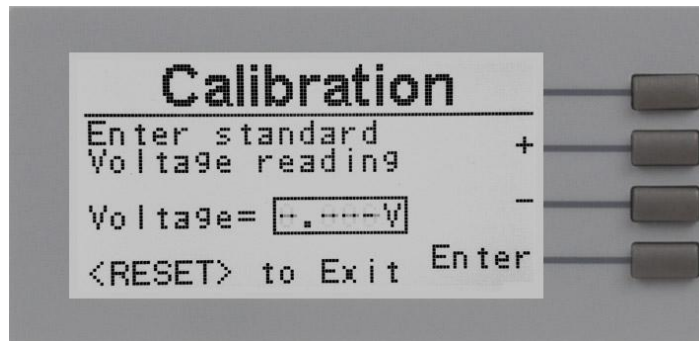 Calibration
Enter standard
Voltage reading
+
Voltage= -.---V
-
<RESET> to Exit
Enter